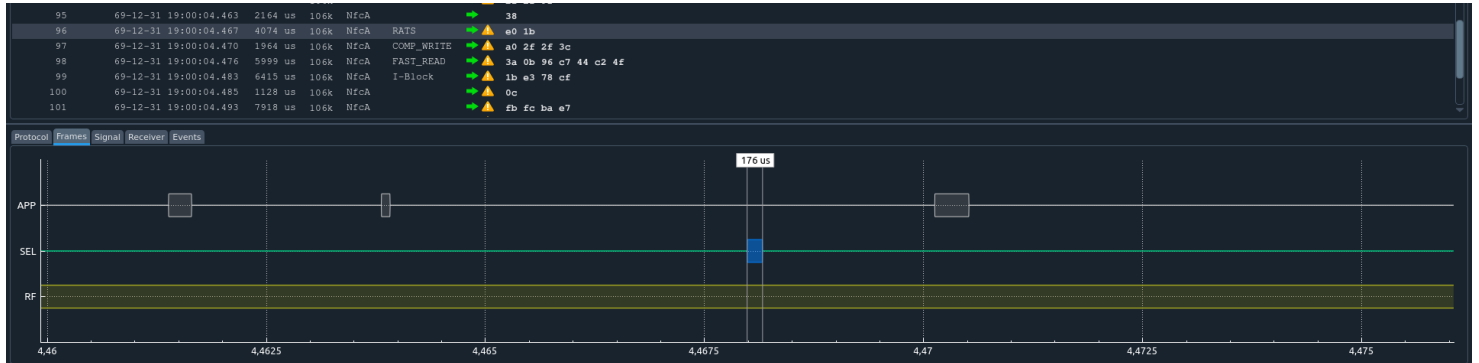 95 69-12-31 19:00:04.463 2164 us 106k NfcA 38
96 69-12-31 19:00:04.467 4074 us 106k NfcA RATS e0 1b
97 69-12-31 19:00:04.470 1964 us 106k NfcA COMP_WRITE a0 2f 2f 3c
98 69-12-31 19:00:04.476 5999 us 106k NfcA FAST_READ 3a 0b 96 c7 44 c2 4f
99 69-12-31 19:00:04.483 6415 us 106k NfcA I-Block 1b e3 78 cf
100 69-12-31 19:00:04.485 1128 us 106k NfcA 0c
101 69-12-31 19:00:04.493 7918 us 106k NfcA fb fc ba e7
Protocol Frames Signal Receiver Events
176 us
APP
SEL
RF
4,46 4,4625 4,465 4,4675 4,47 4,4725 4,475